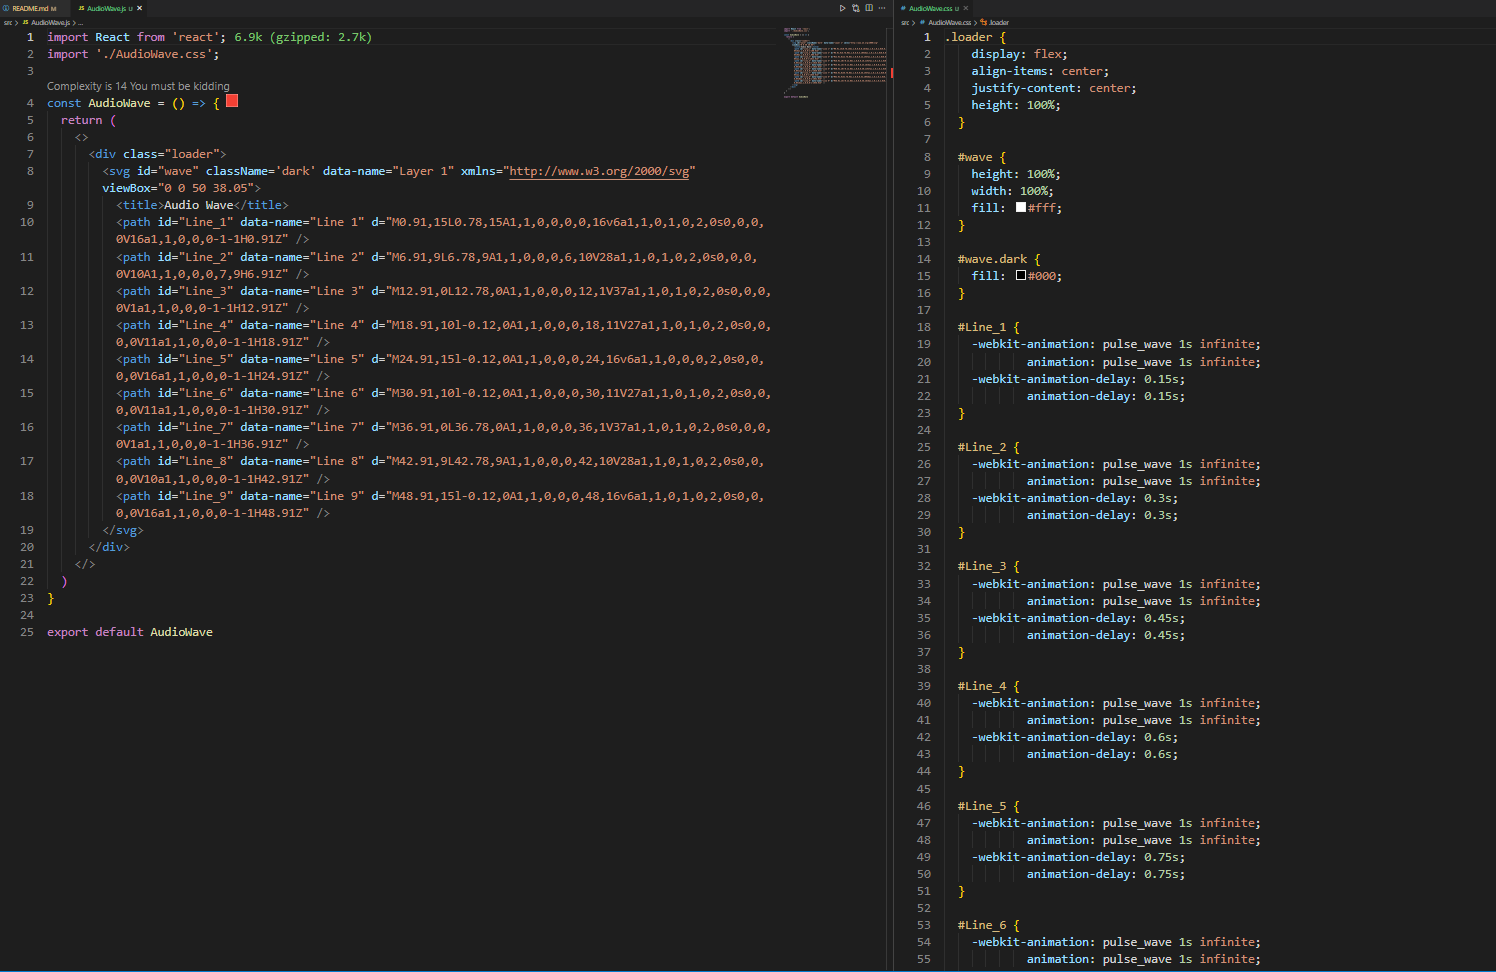 README.md M
JS AudioWave.js U ×
src > JS AudioWave.js > ...
1 import React from 'react'; 6.9k (gzipped: 2.7k)
2 import './AudioWave.css';
3
Complexity is 14 You must be kidding
4 const AudioWave = () => {
5 return (
6 <>
7 <div class="loader">
8 <svg id="wave" className='dark' data-name="Layer 1" xmlns="http://www.w3.org/2000/svg"
viewBox="0 0 50 38.05">
9 <title>Audio Wave</title>
10 <path id="Line_1" data-name="Line 1" d="M0.91,15L0.78,15A1,1,0,0,0,0,16v6a1,1,0,1,0,2,0s0,0,0,
0V16a1,1,0,0,0-1-1H0.91Z" />
11 <path id="Line_2" data-name="Line 2" d="M6.91,9L6.78,9A1,1,0,0,0,6,10V28a1,1,0,1,0,2,0s0,0,0,
0V10A1,1,0,0,0,7,9H6.91Z" />
12 <path id="Line_3" data-name="Line 3" d="M12.91,0L12.78,0A1,1,0,0,0,12,1V37a1,1,0,1,0,2,0s0,0,0,
0V1a1,1,0,0,0-1-1H12.91Z" />
13 <path id="Line_4" data-name="Line 4" d="M18.91,10l-0.12,0A1,1,0,0,0,18,11V27a1,1,0,1,0,2,0s0,0,
0,0V11a1,1,0,0,0-1-1H18.91Z" />
14 <path id="Line_5" data-name="Line 5" d="M24.91,15l-0.12,0A1,1,0,0,0,24,16v6a1,1,0,0,0,2,0s0,0,
0,0V16a1,1,0,0,0-1-1H24.91Z" />
15 <path id="Line_6" data-name="Line 6" d="M30.91,10l-0.12,0A1,1,0,0,0,30,11V27a1,1,0,1,0,2,0s0,0,
0,0V11a1,1,0,0,0-1-1H30.91Z" />
16 <path id="Line_7" data-name="Line 7" d="M36.91,0L36.78,0A1,1,0,0,0,36,1V37a1,1,0,1,0,2,0s0,0,0,
0V1a1,1,0,0,0-1-1H36.91Z" />
17 <path id="Line_8" data-name="Line 8" d="M42.91,9L42.78,9A1,1,0,0,0,42,10V28a1,1,0,1,0,2,0s0,0,
0,0V10a1,1,0,0,0-1-1H42.91Z" />
18 <path id="Line_9" data-name="Line 9" d="M48.91,15l-0.12,0A1,1,0,0,0,48,16v6a1,1,0,1,0,2,0s0,0,
0,0V16a1,1,0,0,0-1-1H48.91Z" />
19 </svg>
20 </div>
21 </>
22 )
23 }
24
25 export default AudioWave
# AudioWave.css U ×
src > # AudioWave.css > .loader
1 .loader {
2 display: flex;
3 align-items: center;
4 justify-content: center;
5 height: 100%;
6 }
7
8 #wave {
9 height: 100%;
10 width: 100%;
11 fill: #fff;
12 }
13
14 #wave.dark {
15 fill: #000;
16 }
17
18 #Line_1 {
19 -webkit-animation: pulse_wave 1s infinite;
20 animation: pulse_wave 1s infinite;
21 -webkit-animation-delay: 0.15s;
22 animation-delay: 0.15s;
23 }
24
25 #Line_2 {
26 -webkit-animation: pulse_wave 1s infinite;
27 animation: pulse_wave 1s infinite;
28 -webkit-animation-delay: 0.3s;
29 animation-delay: 0.3s;
30 }
31
32 #Line_3 {
33 -webkit-animation: pulse_wave 1s infinite;
34 animation: pulse_wave 1s infinite;
35 -webkit-animation-delay: 0.45s;
36 animation-delay: 0.45s;
37 }
38
39 #Line_4 {
40 -webkit-animation: pulse_wave 1s infinite;
41 animation: pulse_wave 1s infinite;
42 -webkit-animation-delay: 0.6s;
43 animation-delay: 0.6s;
44 }
45
46 #Line_5 {
47 -webkit-animation: pulse_wave 1s infinite;
48 animation: pulse_wave 1s infinite;
49 -webkit-animation-delay: 0.75s;
50 animation-delay: 0.75s;
51 }
52
53 #Line_6 {
54 -webkit-animation: pulse_wave 1s infinite;
55 animation: pulse_wave 1s infinite;